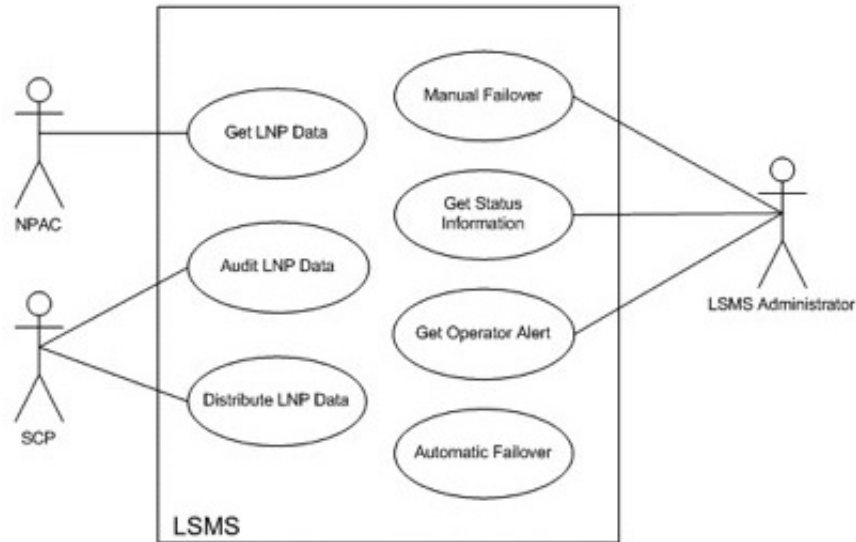 Manual Failover
Get LNP Data
NPAC
Get Status
Information
Audit LNP Data
LSMS Administrator
Get Operator Alert
SCP
Distribute LNP Data
Automatic Failover
LSMS